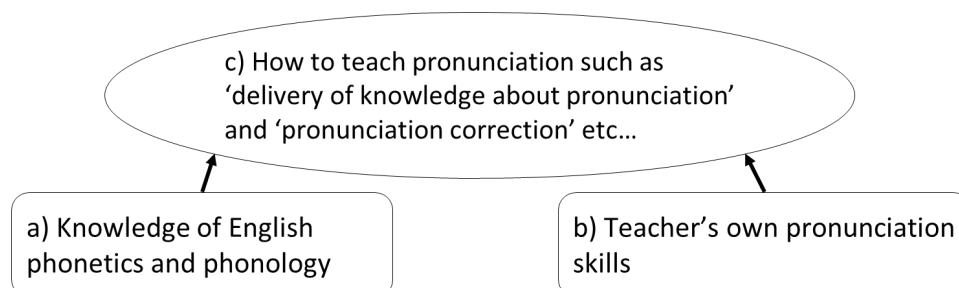 c) How to teach pronunciation such as
‘delivery of knowledge about pronunciation’
and ‘pronunciation correction’ etc…
a) Knowledge of English
phonetics and phonology
b) Teacher’s own pronunciation
skills